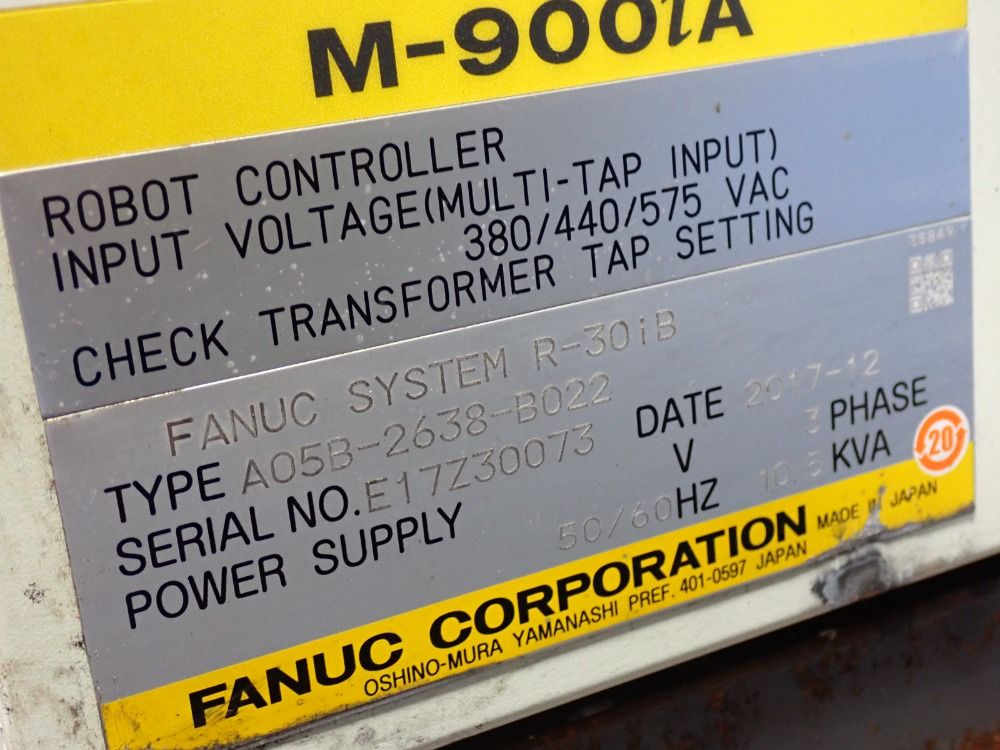 M-900iA
ROBOT CONTROLLER
INPUT VOLTAGE(MULTI-TAP INPUT)
380/440/575 VAC
CHECK TRANSFORMER TAP SETTING
FANUC SYSTEM R-30iB
TYPE A05B-2638-B022
DATE 2017-12
SERIAL NO. E17Z30073
V 3 PHASE
POWER SUPPLY 50/60HZ 10.5 KVA
20
FANUC CORPORATION MADE IN JAPAN
OSHINO-MURA YAMANASHI PREF. 401-0597 JAPAN